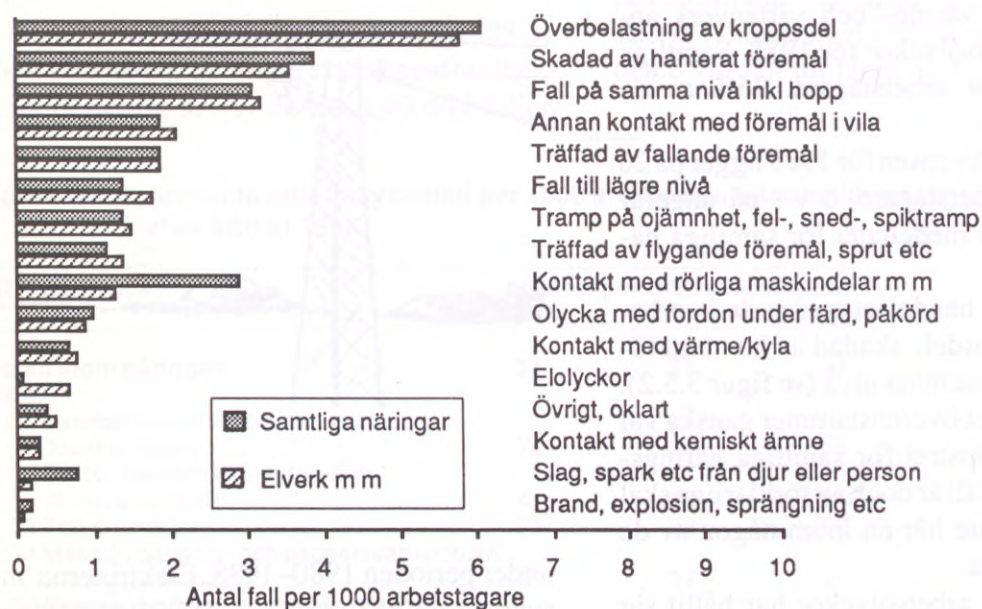 Överbelastning av kroppsdel
Skadad av hanterat föremål
Fall på samma nivå inkl hopp
Annan kontakt med föremål i vila
Träffad av fallande föremål
Fall till lägre nivå
Tramp på ojämnhet, fel-, sned-, spiktramp
Träffad av flygande föremål, sprut etc
Kontakt med rörliga maskindelar m m
Olycka med fordon under färd, påkörd
Kontakt med värme/kyla
Elolyckor
Övrigt, oklart
Kontakt med kemiskt ämne
Slag, spark etc från djur eller person
Brand, explosion, sprängning etc
Samtliga näringar
Elverk m m
0 1 2 3 4 5 6 7 8 9 10
Antal fall per 1000 arbetstagare